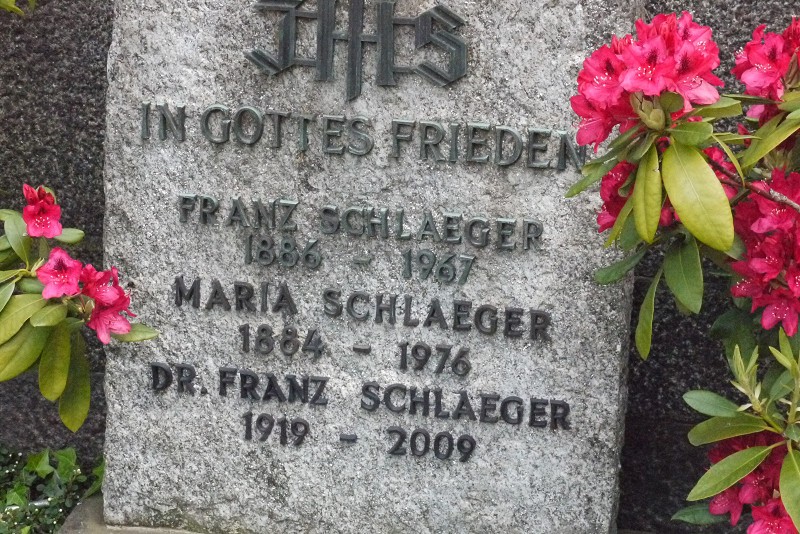 IHS
IN GOTTES FRIEDEN
FRANZ SCHLAEGER
1886 - 1967
MARIA SCHLAEGER
1884 - 1976
DR. FRANZ SCHLAEGER
1919 - 2009